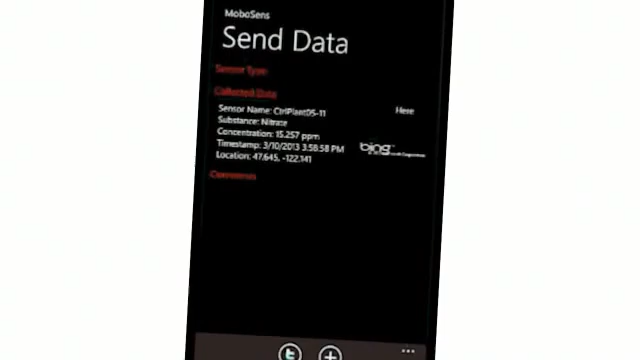 MoboSens
Send Data
Sensor Type
Collected Data
Sensor Name: CtrlPlant05-11
Here
Substance: Nitrate
Concentration: 15.257 ppm
Timestamp: 3/10/2013 3:58:58 PM
bing
Location: 47.645, -122.141
Comments